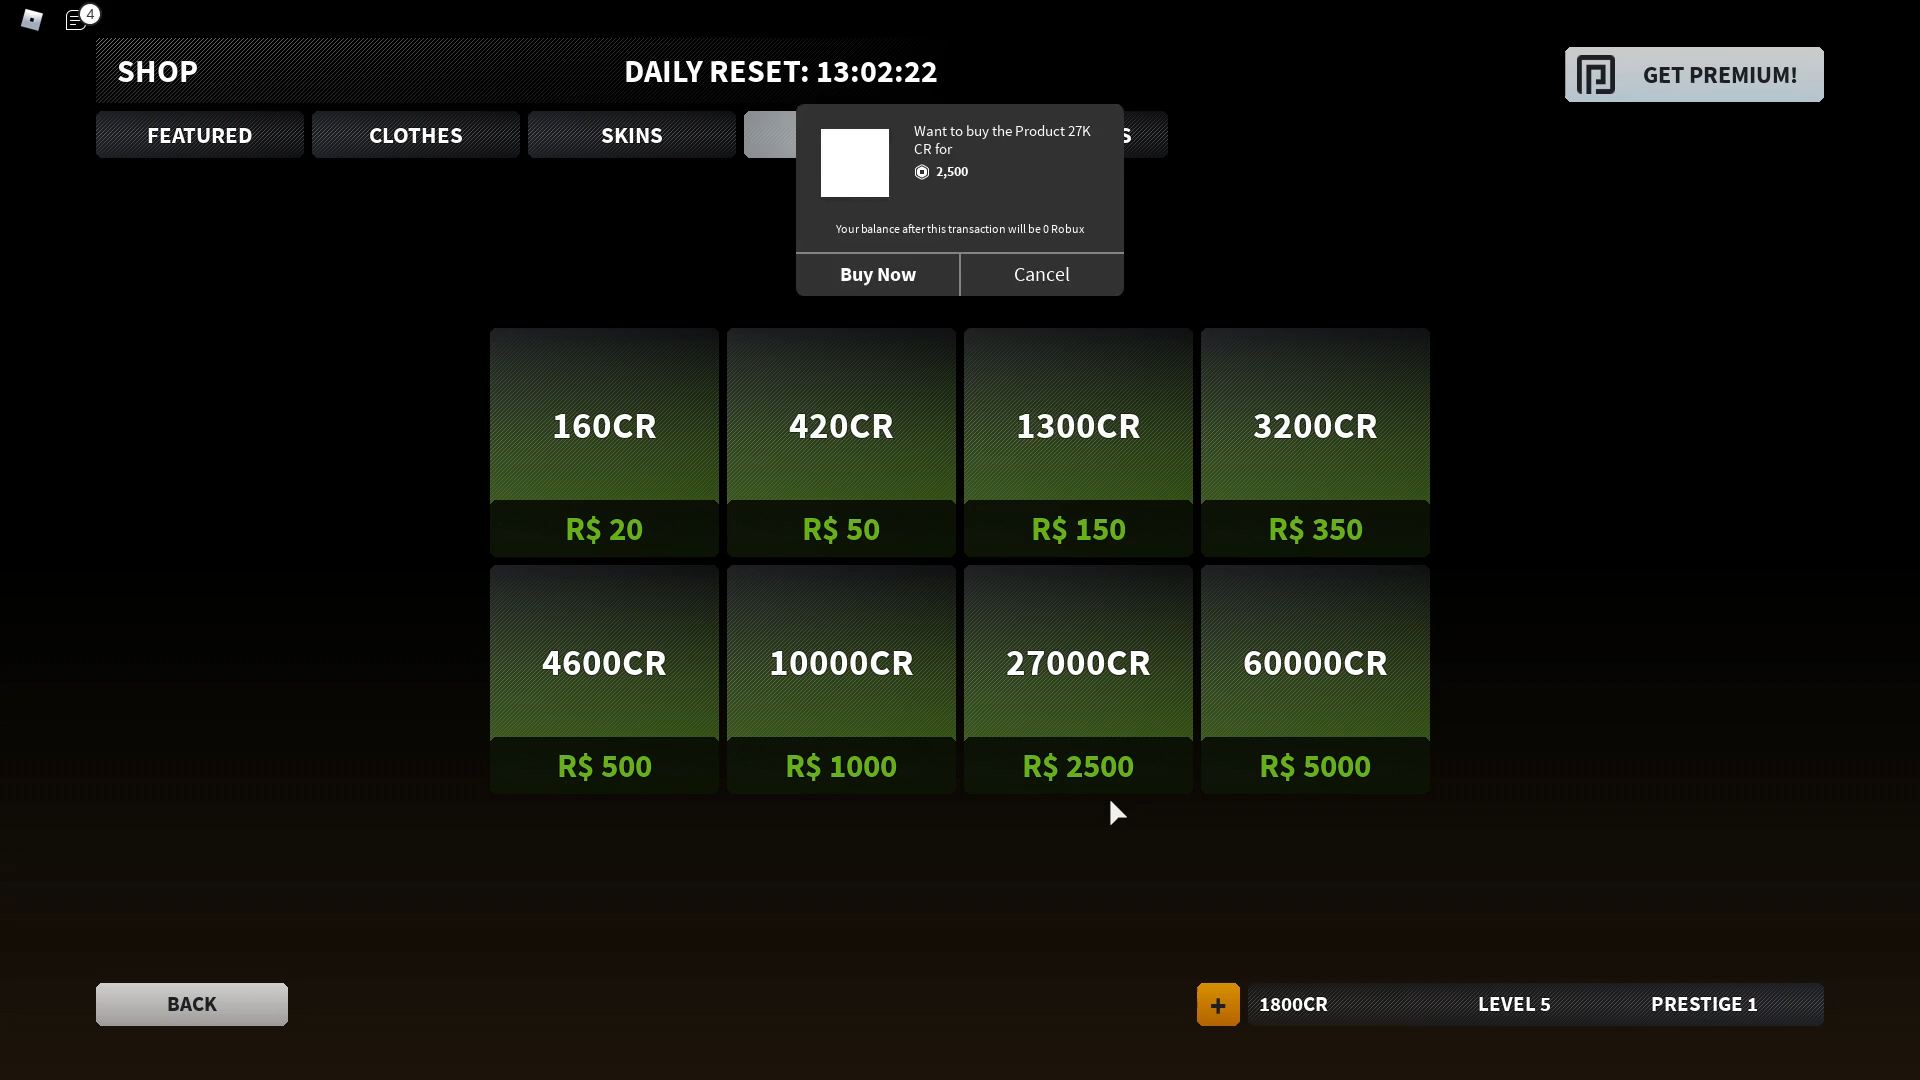 4
SHOP
DAILY RESET: 13:02:22
GET PREMIUM!
FEATURED
CLOTHES
SKINS
S
Want to buy the Product 27K
CR for
2,500
Your balance after this transaction will be 0 Robux
Buy Now
Cancel
160CR
420CR
1300CR
3200CR
R$ 20
R$ 50
R$ 150
R$ 350
4600CR
10000CR
27000CR
60000CR
R$ 500
R$ 1000
R$ 2500
R$ 5000
BACK
+
1800CR
LEVEL 5
PRESTIGE 1